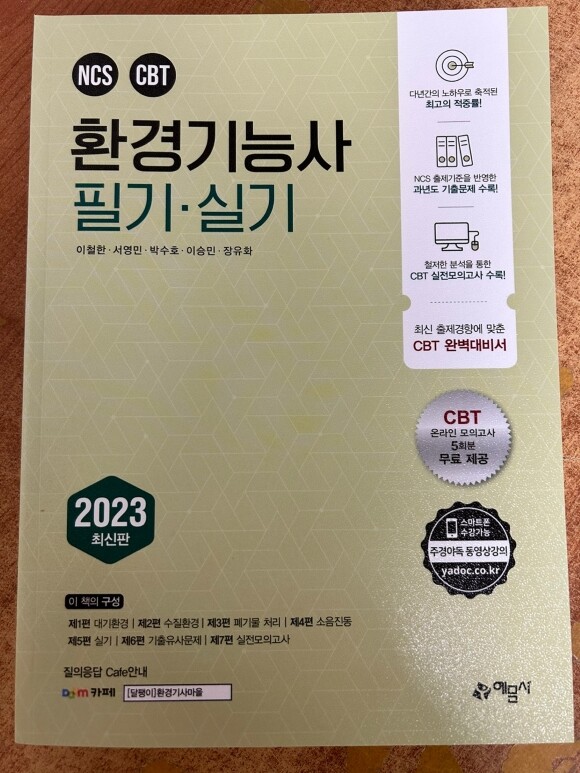 NCS CBT
환경기능사
필기·실기
이철한·서영민·박수호·이승민·장유화
다년간의 노하우로 축적된
최고의 적중률!
NCS 출제기준을 반영한
과년도 기출문제 수록!
철저한 분석을 통한
CBT 실전모의고사 수록!
최신 출제경향에 맞춘
CBT 완벽대비서
CBT
온라인 모의고사
5회분
무료 제공
스마트폰
수강가능
주경야독 동영상강의
yadoc.co.kr
2023
최신판
이 책의 구성
제1편 대기환경 | 제2편 수질환경 | 제3편 폐기물 처리 | 제4편 소음진동
제5편 실기 | 제6편 기출유사문제 | 제7편 실전모의고사
질의응답 Cafe안내
Daum 카페 [달팽이]환경기사마을
예문사